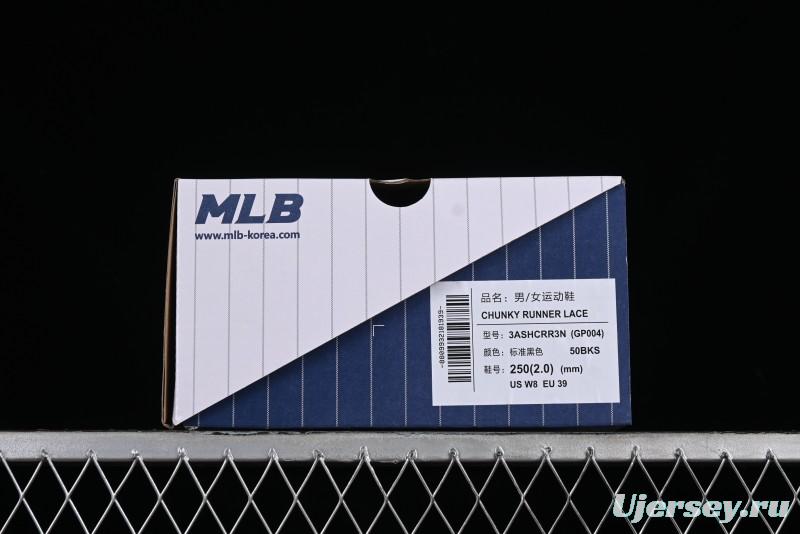 MLB
www.mlb-korea.com
品名：男/女运动鞋
CHUNKY RUNNER LACE
型号：3ASHCRR3N (GP004)
颜色：标准黑色 50BKS
鞋号：250(2.0) (mm)
US W8 EU 39
-8809932181939-
Ujersey.ru